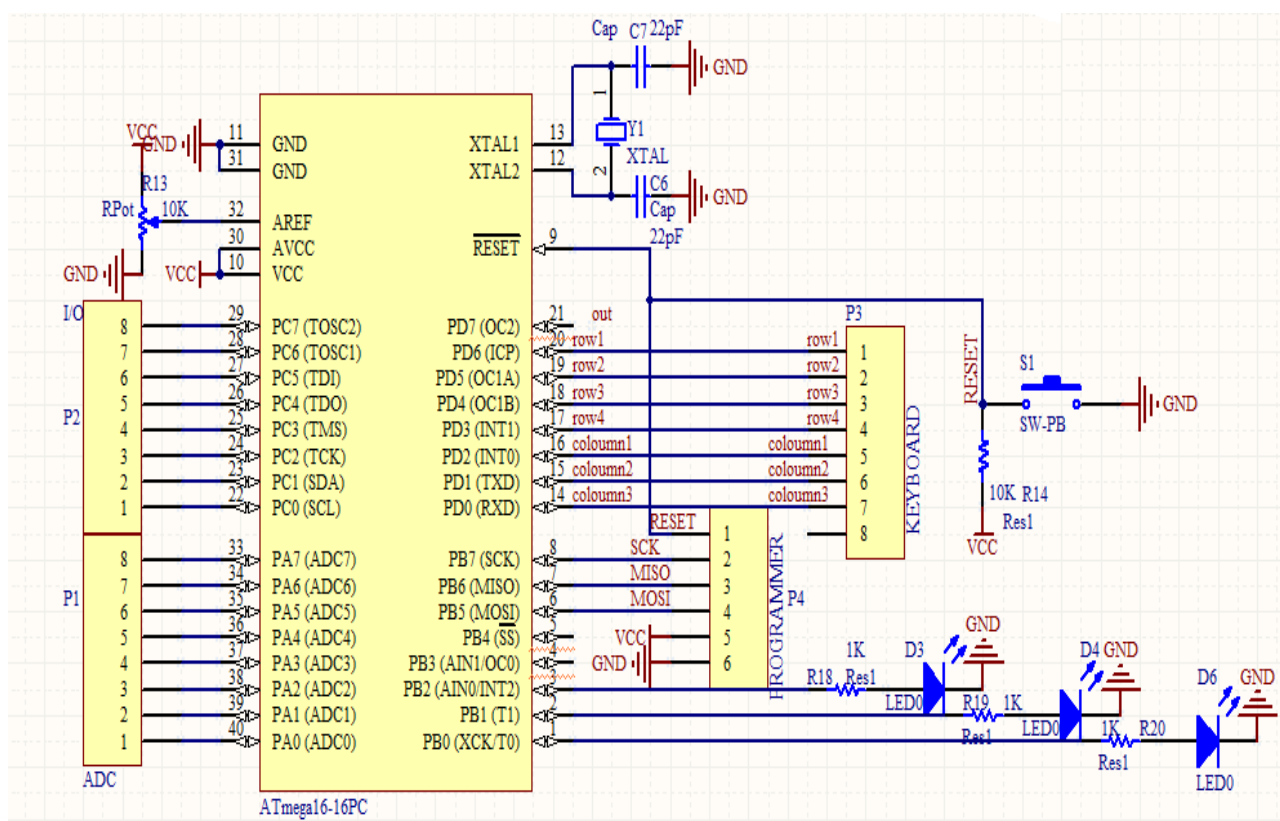 Cap C7 22pF
GND
1
Y1
XTAL
2
C6
Cap
22pF
GND
VCC
GND
R13
RPot 10K
GND
VCC
11 GND XTAL1 13
31 GND XTAL2 12
32 AREF
30 AVCC RESET 9
10 VCC
I/O
8 29 PC7 (TOSC2) PD7 (OC2) 21 out
7 28 PC6 (TOSC1) PD6 (ICP) 20 row1 row1 1
6 27 PC5 (TDI) PD5 (OC1A) 19 row2 row2 2
5 26 PC4 (TDO) PD4 (OC1B) 18 row3 row3 3
4 25 PC3 (TMS) PD3 (INT1) 17 row4 row4 4
3 24 PC2 (TCK) PD2 (INT0) 16 coloumn1 coloumn1 5
2 23 PC1 (SDA) PD1 (TXD) 15 coloumn2 coloumn2 6
1 22 PC0 (SCL) PD0 (RXD) 14 coloumn3 coloumn3 7
8
P2
P3
KEYBOARD
RESET
S1
SW-PB
GND
10K R14
Res1
VCC
8 33 PA7 (ADC7) PB7 (SCK) 8 SCK 2
7 34 PA6 (ADC6) PB6 (MISO) 7 MISO 3
6 35 PA5 (ADC5) PB5 (MOSI) 6 MOSI 4
5 36 PA4 (ADC4) PB4 (SS) 5
4 37 PA3 (ADC3) PB3 (AIN1/OC0) 4
3 38 PA2 (ADC2) PB2 (AIN0/INT2) 3
2 39 PA1 (ADC1) PB1 (T1) 2
1 40 PA0 (ADC0) PB0 (XCK/T0) 1
P1
ADC
ATmega16-16PC
RESET 1
VCC 5
GND 6
PROGRAMMER
P4
1K
R18 Res1
D3
LED0
GND
R19 1K
Res1
D4
LED0
GND
1K R20
Res1
D6
LED0
GND